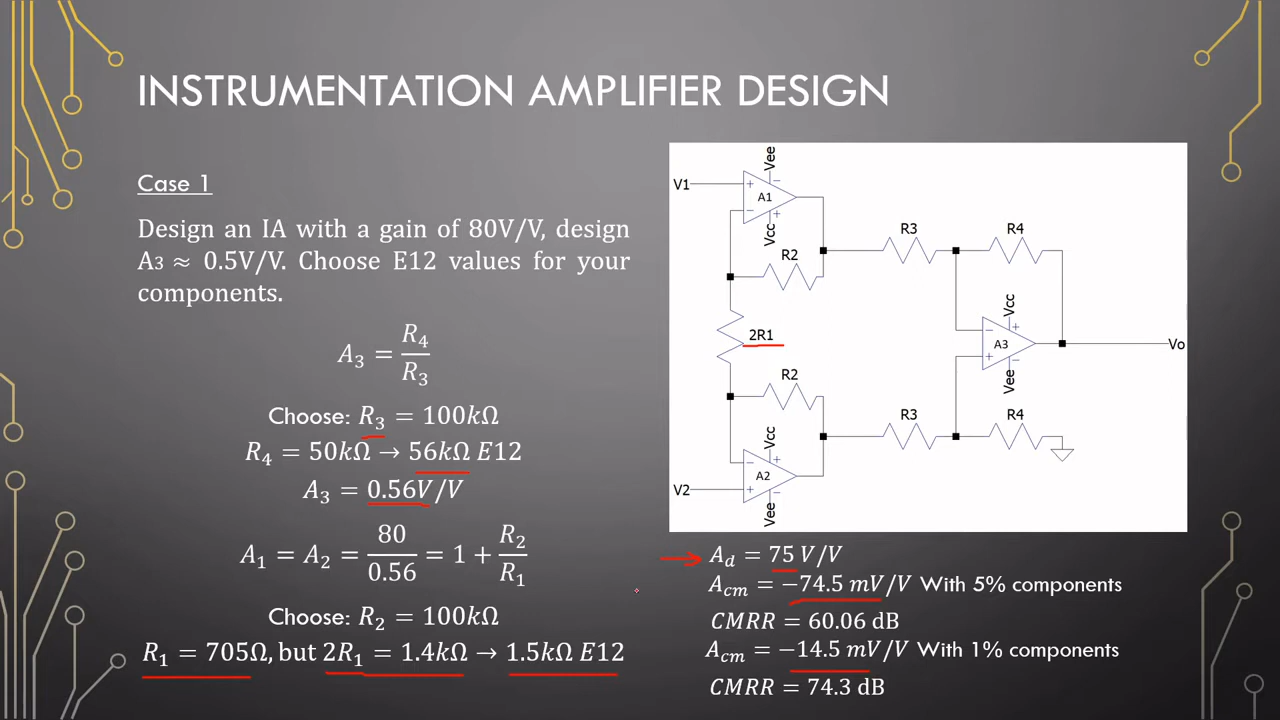 INSTRUMENTATION AMPLIFIER DESIGN
Case 1
Design an IA with a gain of 80V/V, design
A₃ ≈ 0.5V/V. Choose E12 values for your
components.
A₃ = R₄/R₃
Choose: R₃ = 100kΩ
R₄ = 50kΩ → 56kΩ E12
A₃ = 0.56V/V
A₁ = A₂ = 80/0.56 = 1 + R₂/R₁
Choose: R₂ = 100kΩ
R₁ = 705Ω, but 2R₁ = 1.4kΩ → 1.5kΩ E12
Vee
V1
+
−
A1
−
+
Vcc
R2
R3
R4
2R1
Vcc
+
−
A3
Vo
+
−
Vee
R2
R3
R4
Vcc
+
−
A2
V2
+
−
Vee
A_d = 75 V/V
A_cm = −74.5 mV/V With 5% components
CMRR = 60.06 dB
A_cm = −14.5 mV/V With 1% components
CMRR = 74.3 dB